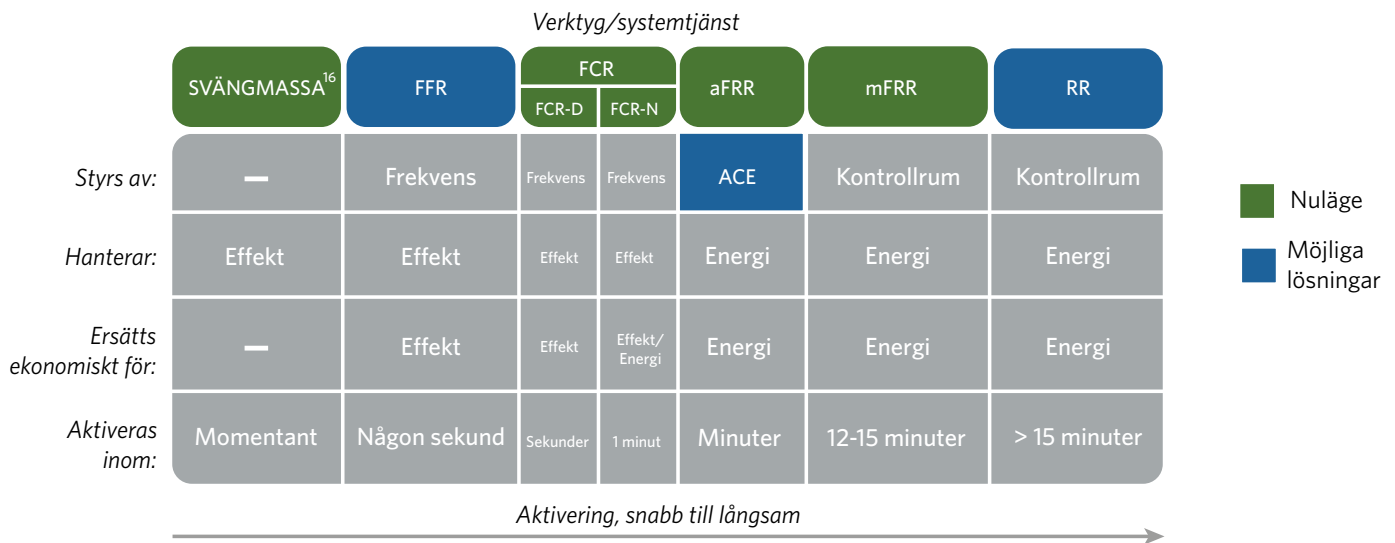 Verktyg/systemtjänst
SVÄNGMASSA16
FFR
FCR
FCR-D
FCR-N
aFRR
mFRR
RR
Styrs av:
—
Frekvens
Frekvens
Frekvens
ACE
Kontrollrum
Kontrollrum
Hanterar:
Effekt
Effekt
Effekt
Effekt
Energi
Energi
Energi
Ersätts
ekonomiskt för:
—
Effekt
Effekt
Effekt/
Energi
Energi
Energi
Energi
Aktiveras
inom:
Momentant
Någon sekund
Sekunder
1 minut
Minuter
12-15 minuter
> 15 minuter
Aktivering, snabb till långsam
Nuläge
Möjliga
lösningar